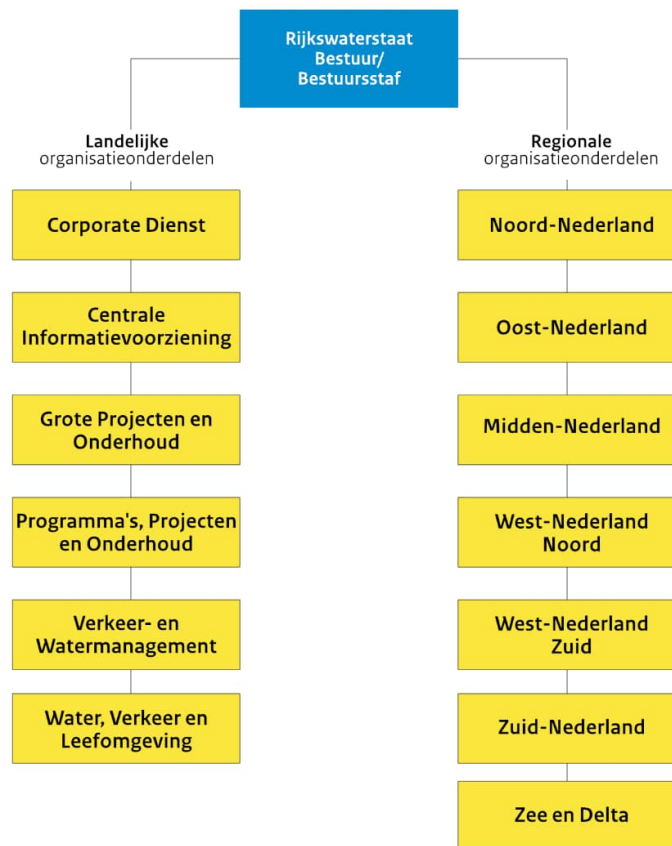 Rijkswaterstaat
Bestuur/
Bestuursstaf
Landelijke
organisatieonderdelen
Corporate Dienst
Centrale
Informatievoorziening
Grote Projecten en
Onderhoud
Programma's, Projecten
en Onderhoud
Verkeer- en
Watermanagement
Water, Verkeer en
Leefomgeving
Regionale
organisatieonderdelen
Noord-Nederland
Oost-Nederland
Midden-Nederland
West-Nederland
Noord
West-Nederland
Zuid
Zuid-Nederland
Zee en Delta